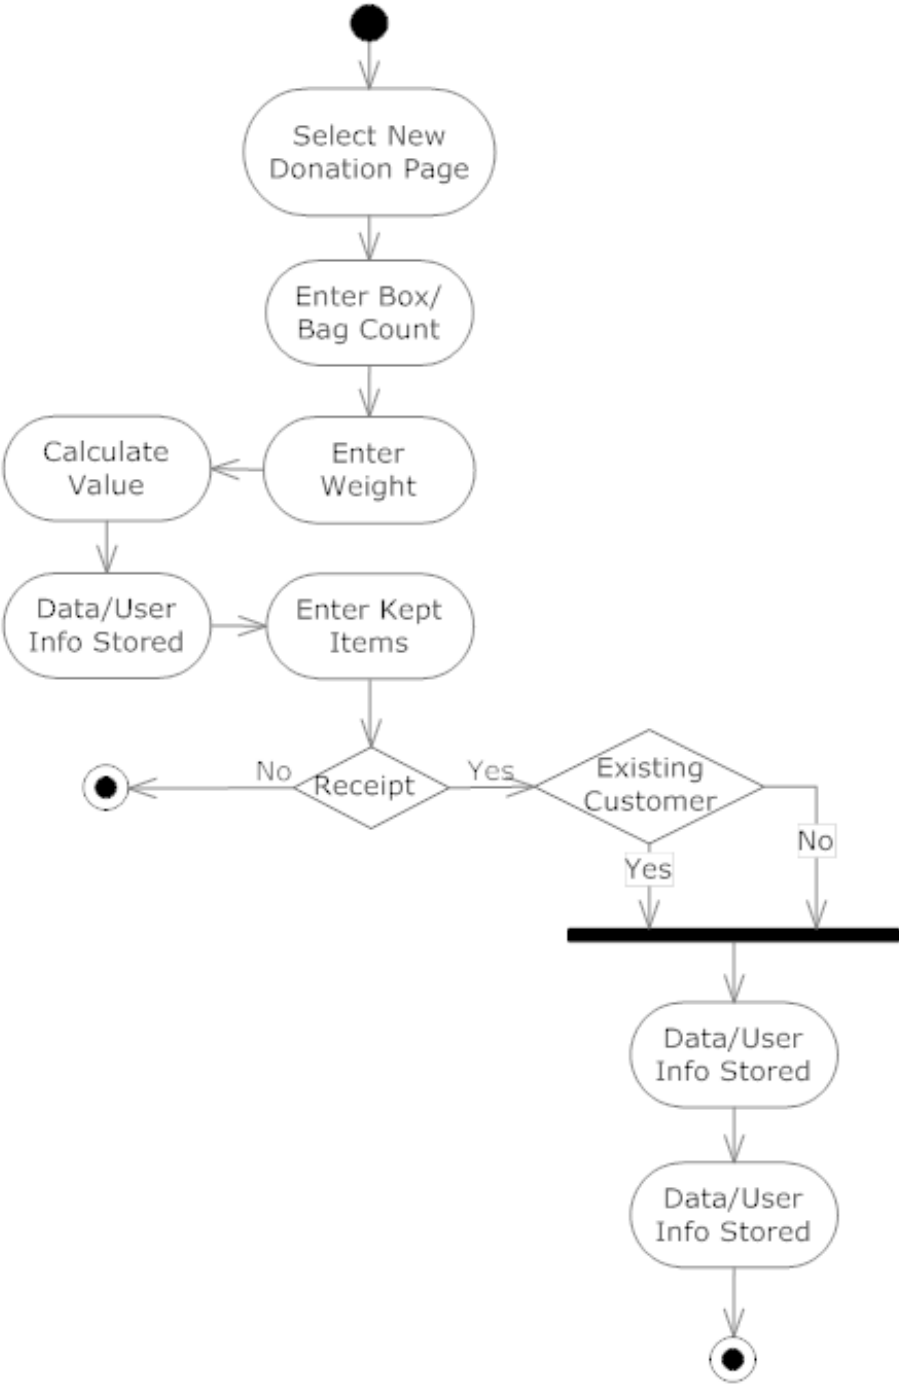 Select New
Donation Page
Enter Box/
Bag Count
Calculate
Value
Enter
Weight
Data/User
Info Stored
Enter Kept
Items
No
Receipt
Yes
Existing
Customer
Yes
No
Data/User
Info Stored
Data/User
Info Stored